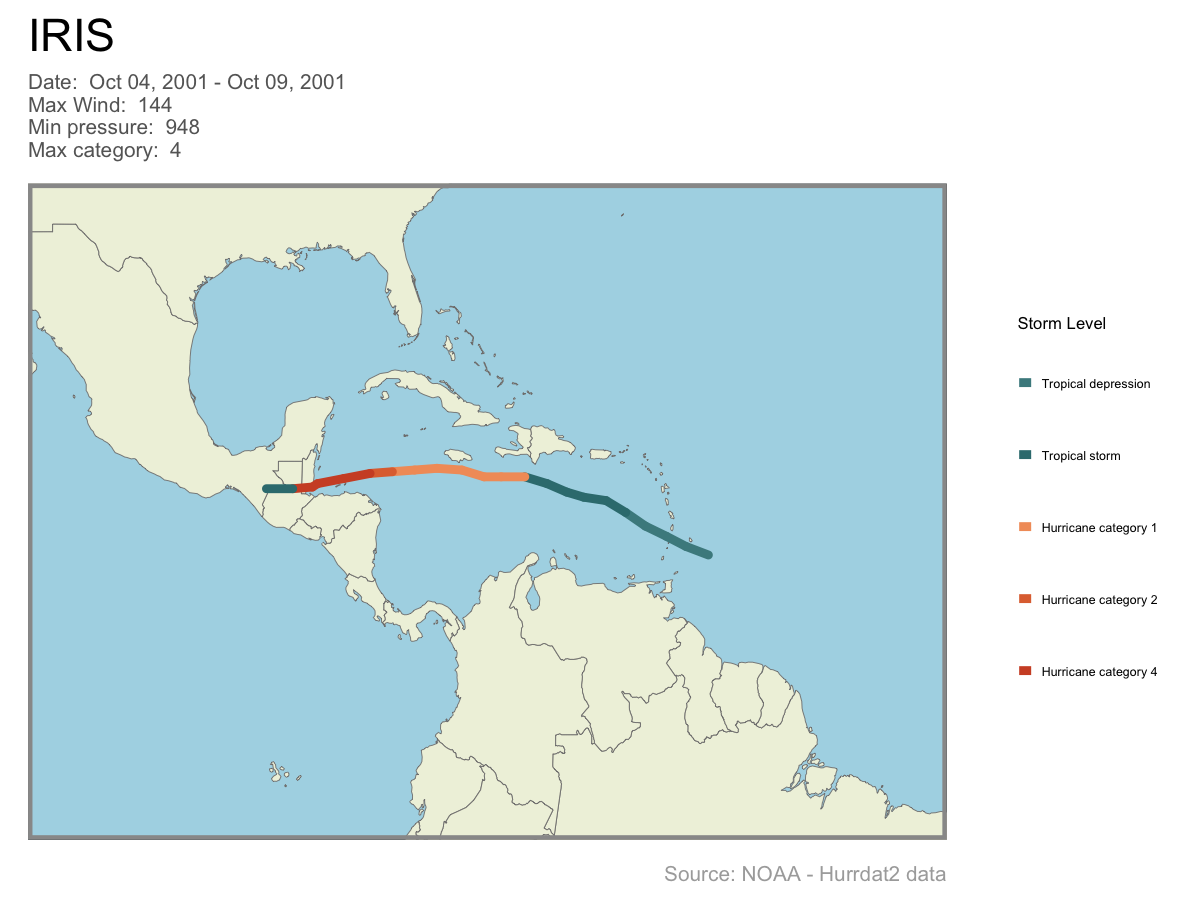 IRIS
Date:  Oct 04, 2001 - Oct 09, 2001
Max Wind:  144
Min pressure:  948
Max category:  4
Storm Level
Tropical depression
Tropical storm
Hurricane category 1
Hurricane category 2
Hurricane category 4
Source: NOAA - Hurrdat2 data